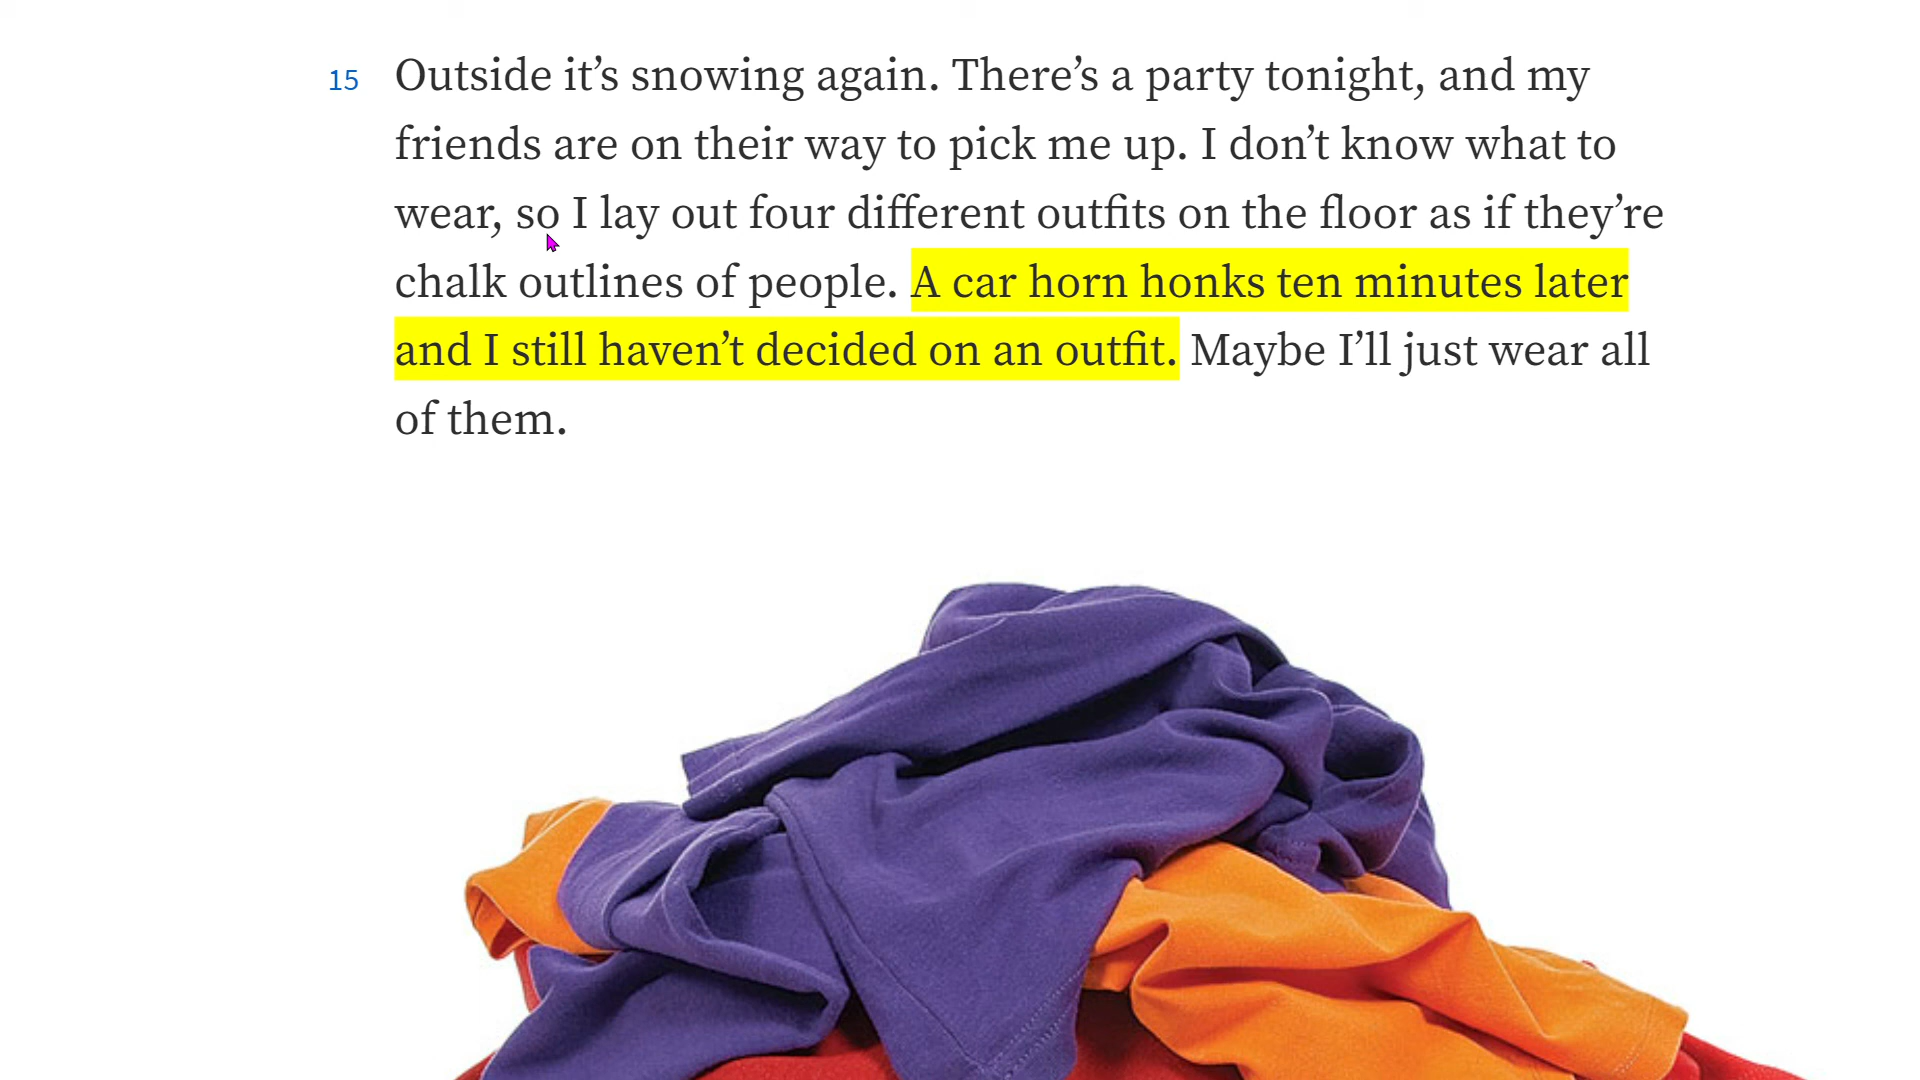 15 Outside it’s snowing again. There’s a party tonight, and my
friends are on their way to pick me up. I don’t know what to
wear, so I lay out four different outfits on the floor as if they’re
chalk outlines of people. A car horn honks ten minutes later
and I still haven’t decided on an outfit. Maybe I’ll just wear all
of them.